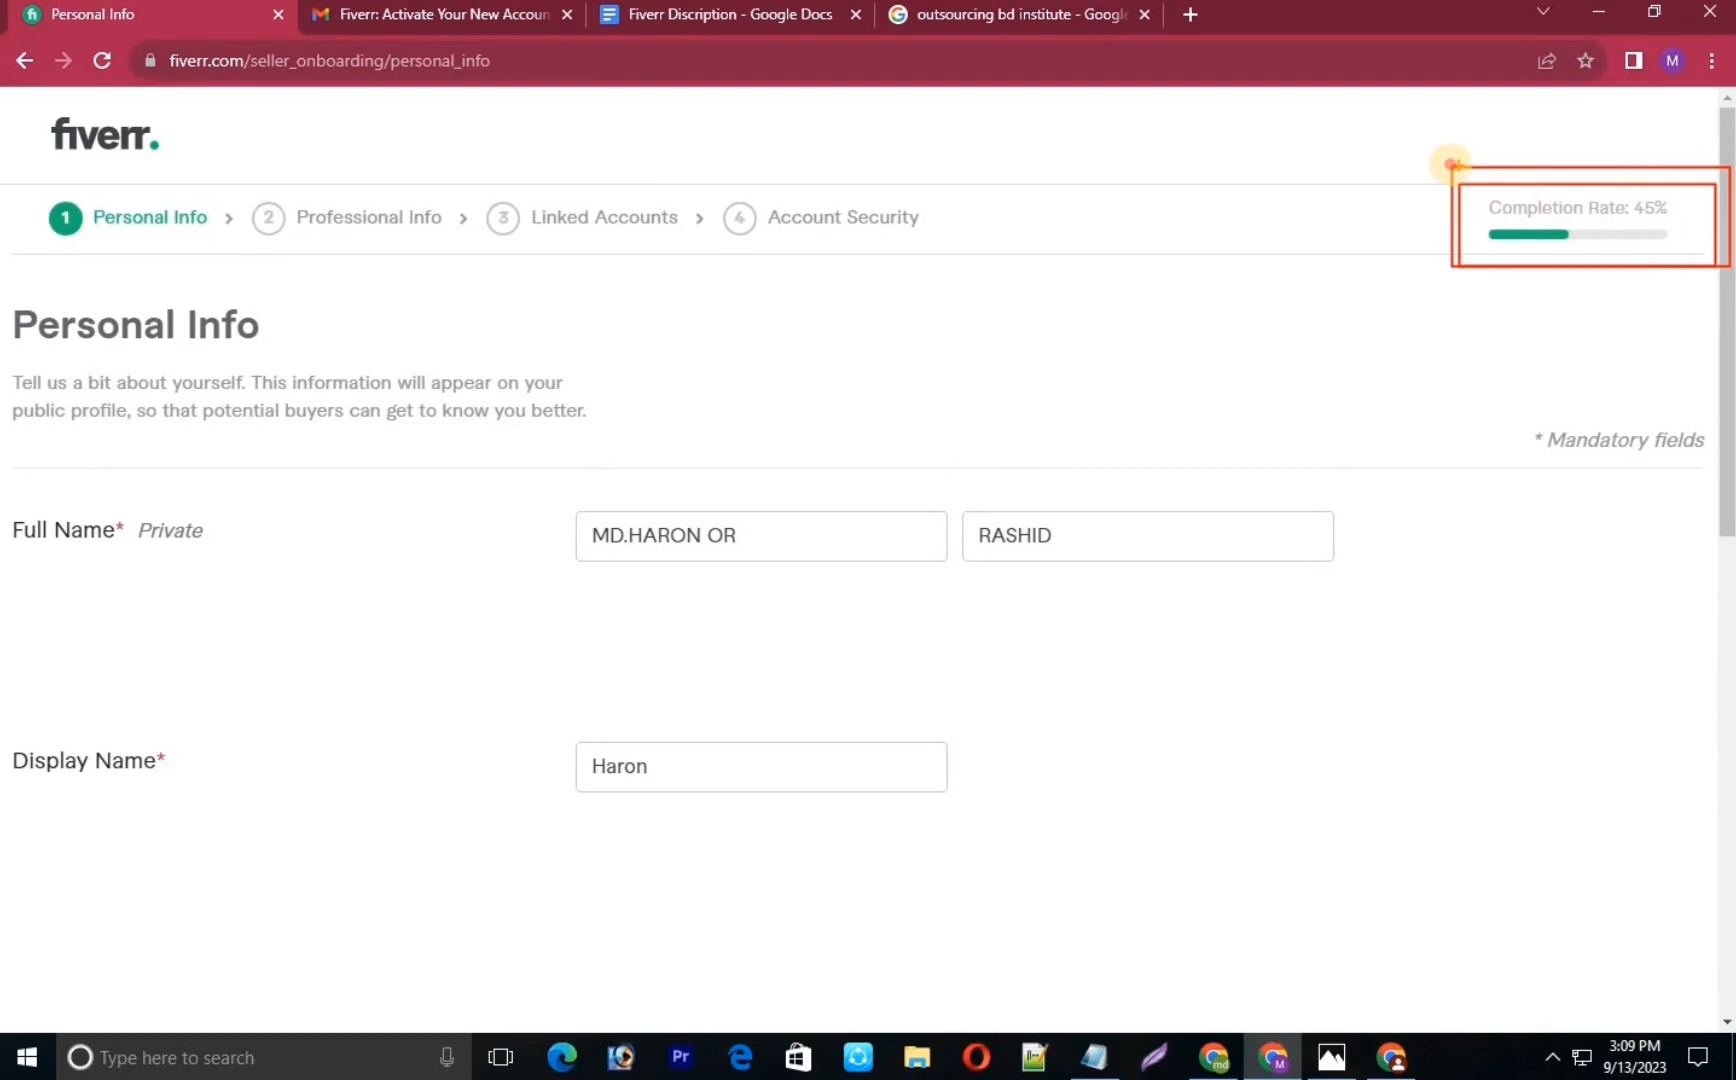 Personal Info
Fiverr: Activate Your New Accoun
Fiverr Discription - Google Docs
outsourcing bd institute - Google
fiverr.com/seller_onboarding/personal_info
M
fiverr.
1 Personal Info > 2 Professional Info > 3 Linked Accounts > 4 Account Security
Completion Rate: 45%
Personal Info
Tell us a bit about yourself. This information will appear on your
public profile, so that potential buyers can get to know you better.
* Mandatory fields
Full Name* Private
MD.HARON OR
RASHID
Display Name*
Haron
Type here to search
Pr
md
M
3:09 PM
9/13/2023